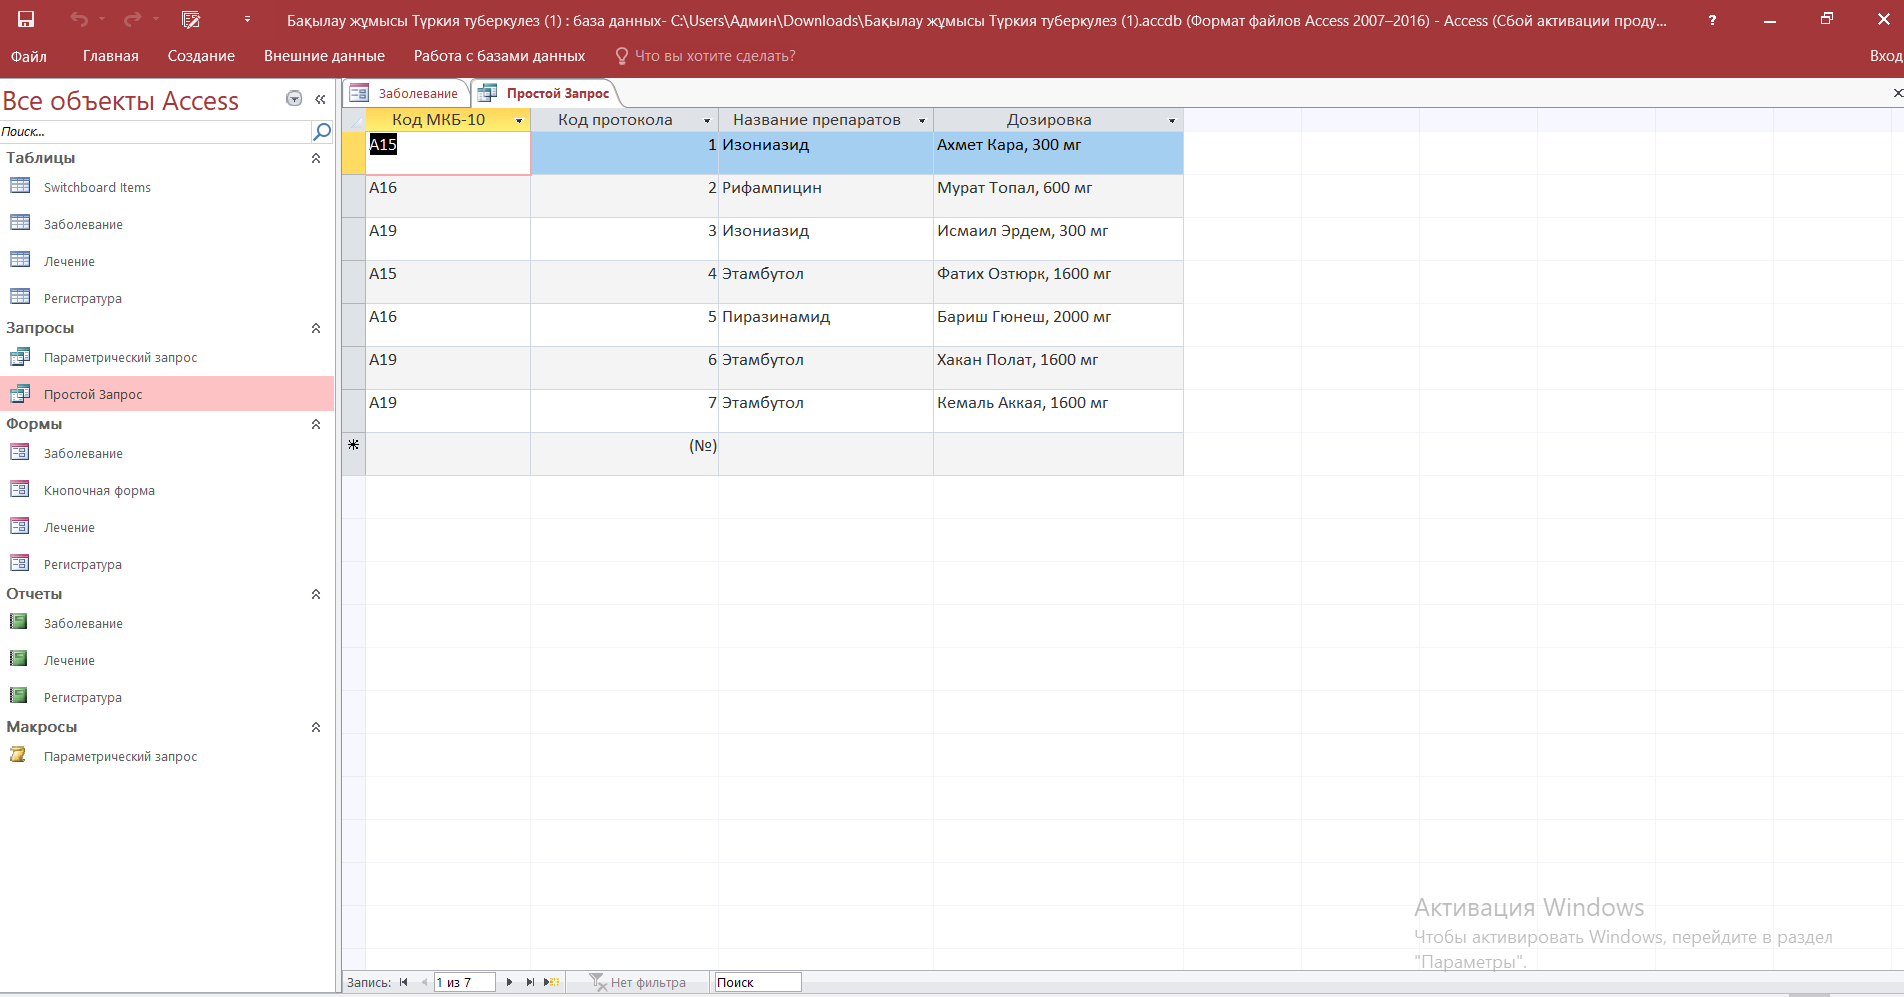 Бақылау жұмысы Түркия туберкулез (1) : база данных- C:\Users\Админ\Downloads\Бақылау жұмысы Түркия туберкулез (1).accdb (Формат файлов Access 2007–2016) - Access (Сбой активации проду...
?
Файл Главная Создание Внешние данные Работа с базами данных Что вы хотите сделать? Вход
Все объекты Access
Поиск...
Таблицы
Switchboard Items
Заболевание
Лечение
Регистратура
Запросы
Параметрический запрос
Простой Запрос
Формы
Заболевание
Кнопочная форма
Лечение
Регистратура
Отчеты
Заболевание
Лечение
Регистратура
Макросы
Параметрический запрос
Заболевание Простой Запрос
Код МКБ-10 Код протокола Название препаратов Дозировка
A15 1 Изониазид Ахмет Кара, 300 мг
A16 2 Рифампицин Мурат Топал, 600 мг
A19 3 Изониазид Исмаил Эрдем, 300 мг
A15 4 Этамбутол Фатих Озтюрк, 1600 мг
A16 5 Пиразинамид Бариш Гюнеш, 2000 мг
A19 6 Этамбутол Хакан Полат, 1600 мг
A19 7 Этамбутол Кемаль Аккая, 1600 мг
(№)
Активация Windows
Чтобы активировать Windows, перейдите в раздел
"Параметры".
Запись: 1 из 7 Нет фильтра Поиск